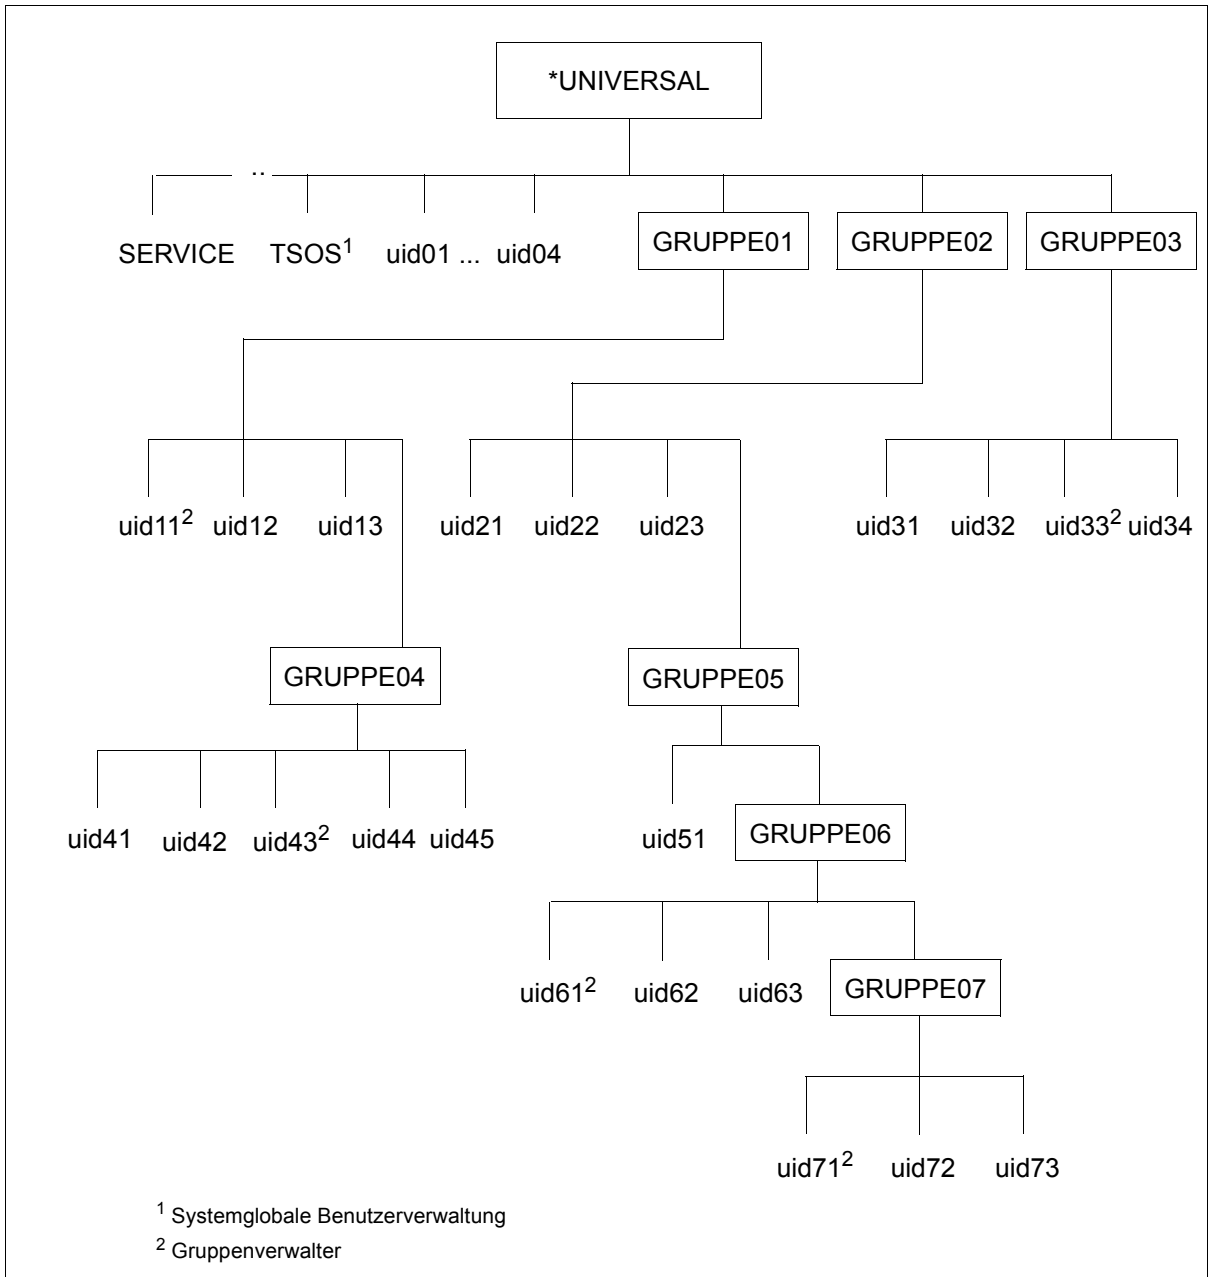 *UNIVERSAL
..
SERVICE TSOS¹ uid01 ... uid04 GRUPPE01 GRUPPE02 GRUPPE03
uid11² uid12 uid13 uid21 uid22 uid23 uid31 uid32 uid33² uid34
GRUPPE04 GRUPPE05
uid41 uid42 uid43² uid44 uid45 uid51 GRUPPE06
uid61² uid62 uid63 GRUPPE07
uid71² uid72 uid73
¹ Systemglobale Benutzerverwaltung
² Gruppenverwalter